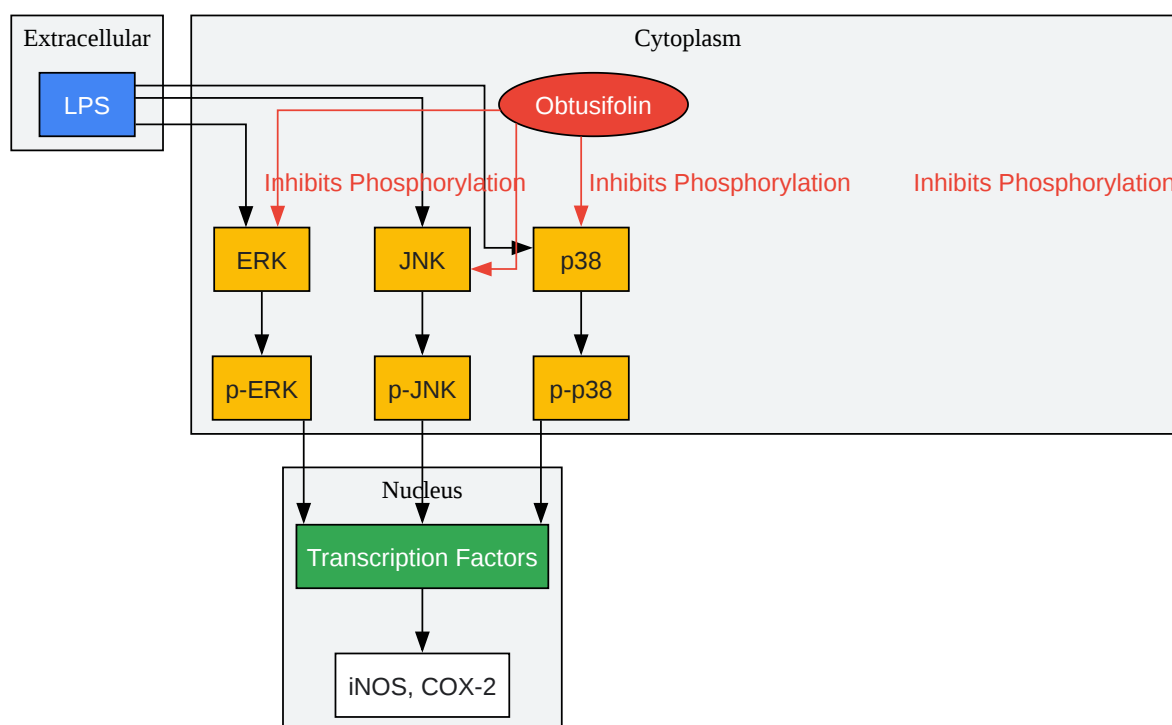 Extracellular
Cytoplasm
LPS
Obtusifolin
Inhibits Phosphorylation
Inhibits Phosphorylation
Inhibits Phosphorylation
ERK
JNK
p38
p-ERK
p-JNK
p-p38
Nucleus
Transcription Factors
iNOS, COX-2